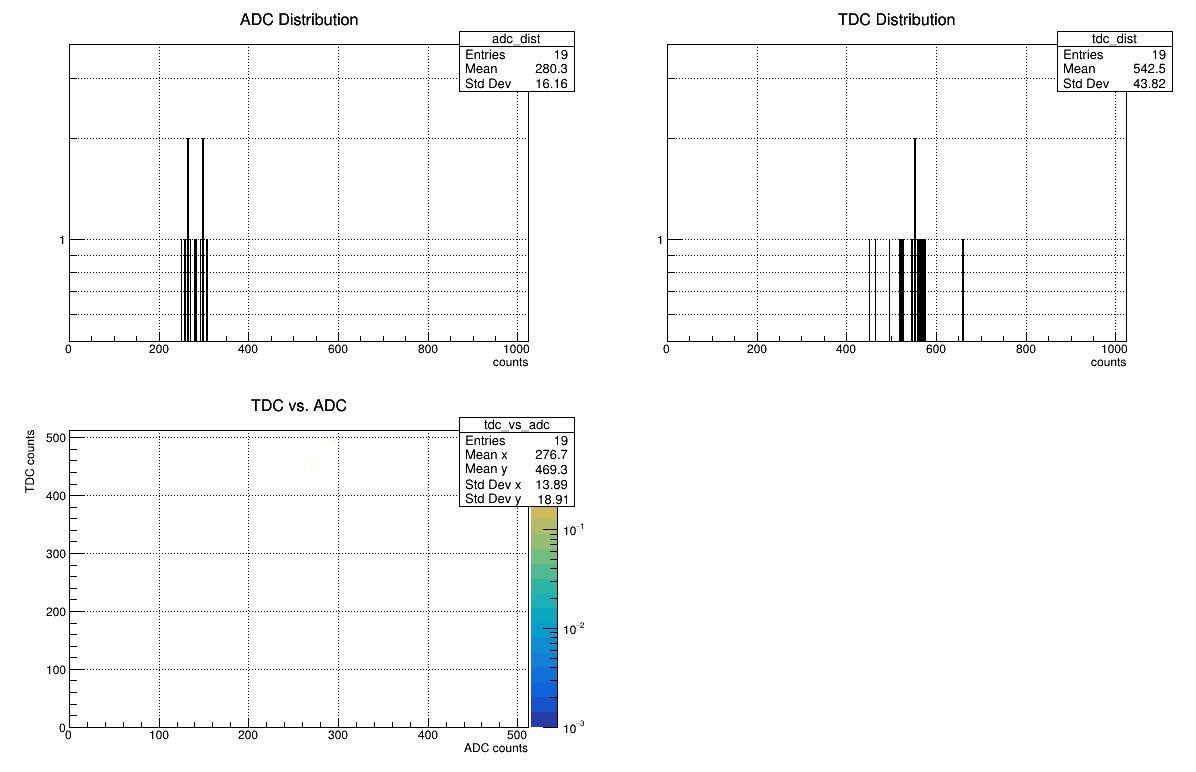 ADC Distribution
adc_dist
Entries 19
Mean 280.3
Std Dev 16.16
1
0 200 400 600 800 1000
counts
TDC Distribution
tdc_dist
Entries 19
Mean 542.5
Std Dev 43.82
1
0 200 400 600 800 1000
counts
TDC vs. ADC
tdc_vs_adc
Entries 19
Mean x 276.7
Mean y 469.3
Std Dev x 13.89
Std Dev y 18.91
TDC counts
500
400
300
200
100
0
0 100 200 300 400 500
ADC counts
10⁻¹
10⁻²
10⁻³